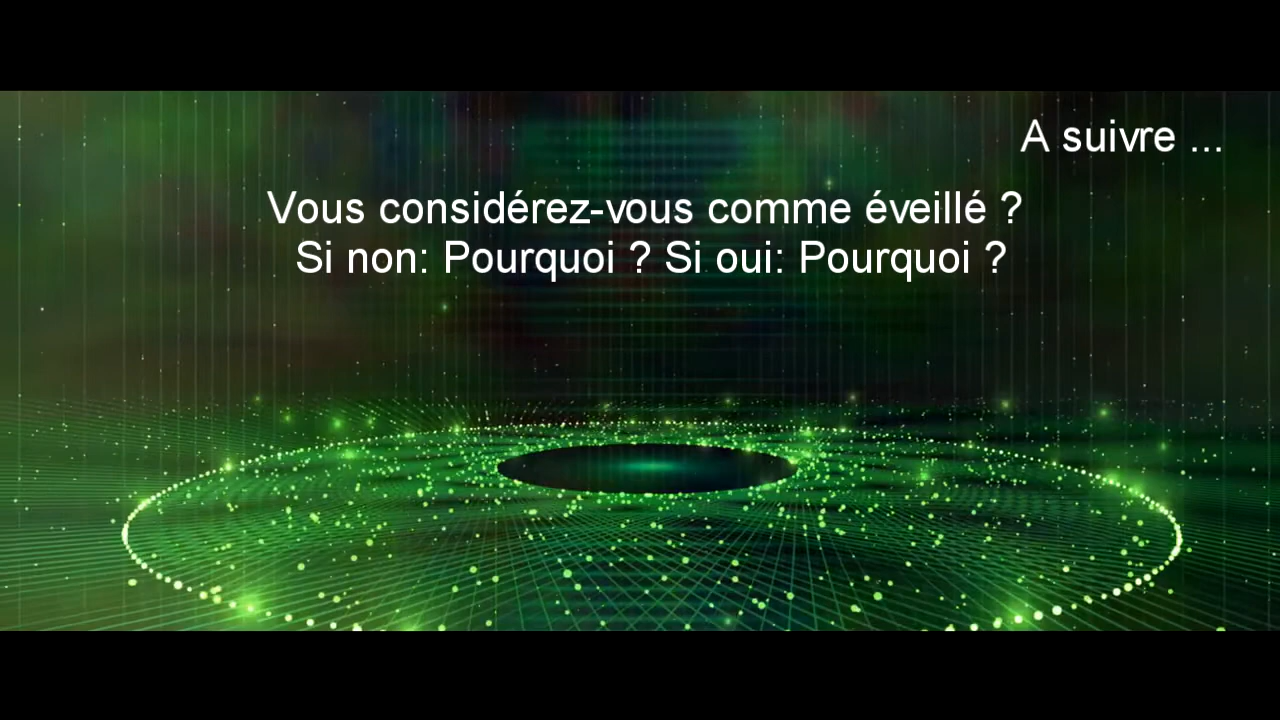 A suivre ...
Vous considérez-vous comme éveillé ?
Si non: Pourquoi ? Si oui: Pourquoi ?